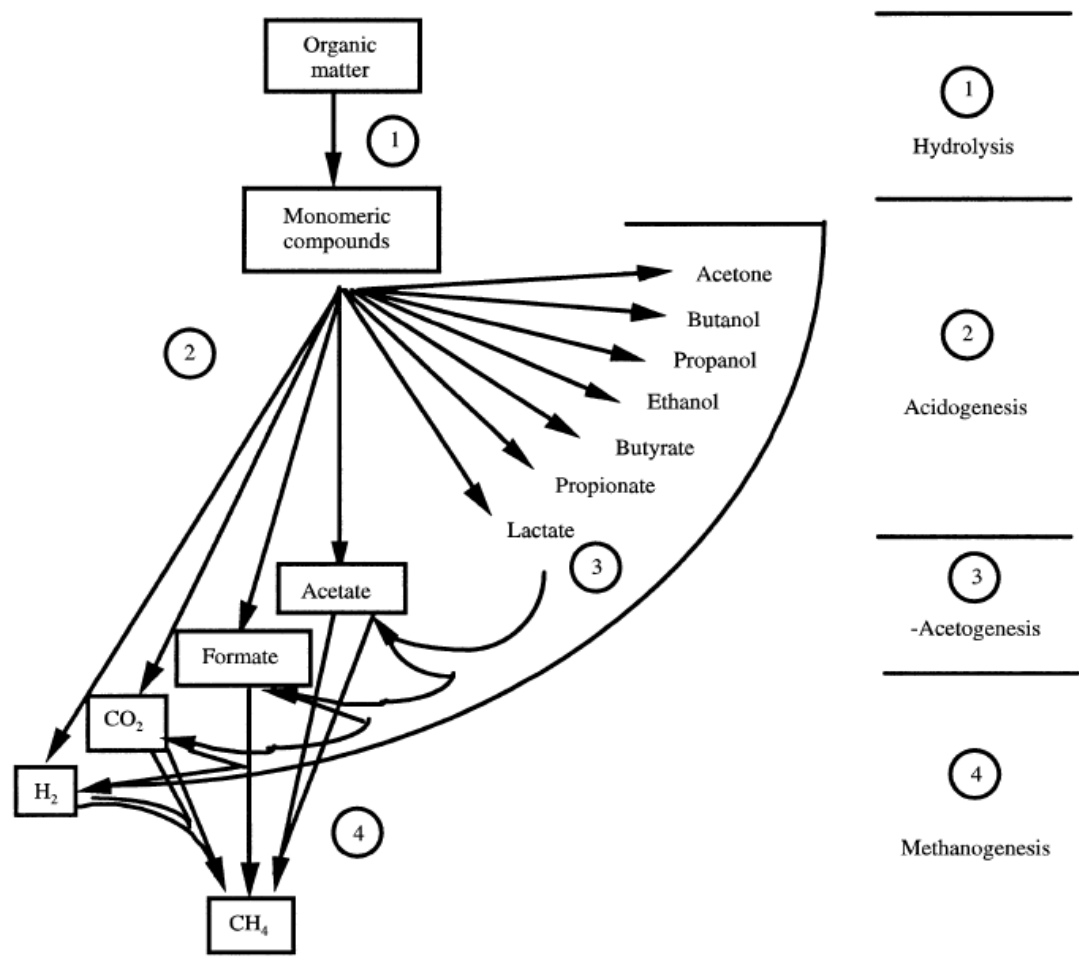 Organic
matter
1
Monomeric
compounds
2
Acetone
Butanol
Propanol
Ethanol
Butyrate
Propionate
Lactate
3
Acetate
Formate
CO₂
H₂
4
CH₄
1
Hydrolysis
2
Acidogenesis
3
-Acetogenesis
4
Methanogenesis